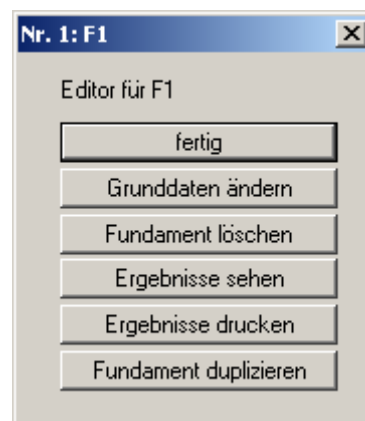 Nr. 1: F1
Editor für F1
fertig
Grunddaten ändern
Fundament löschen
Ergebnisse sehen
Ergebnisse drucken
Fundament duplizieren